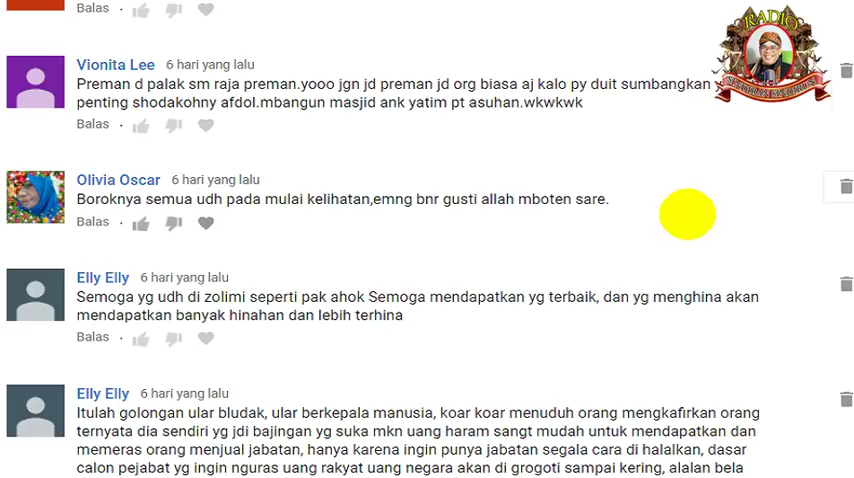 Balas
RADIO
Vionita Lee 6 hari yang lalu
Preman d palak sm raja preman.yooo jgn jd preman jd org biasa aj kalo py duit sumbangkan
penting shodakohny afdol.mbangun masjid ank yatim pt asuhan.wkwkwk
Balas
Olivia Oscar 6 hari yang lalu
Boroknya semua udh pada mulai kelihatan,emng bnr gusti allah mboten sare.
Balas
Elly Elly 6 hari yang lalu
Semoga yg udh di zolimi seperti pak ahok Semoga mendapatkan yg terbaik, dan yg menghina akan
mendapatkan banyak hinahan dan lebih terhina
Balas
Elly Elly 6 hari yang lalu
Itulah golongan ular bludak, ular berkepala manusia, koar koar menuduh orang mengkafirkan orang
ternyata dia sendiri yg jdi bajingan yg suka mkn uang haram sangt mudah untuk mendapatkan dan
memeras orang menjual jabatan, hanya karena ingin punya jabatan segala cara di halalkan, dasar
calon pejabat yg ingin nguras uang rakyat uang negara akan di grogoti sampai kering, alalan bela